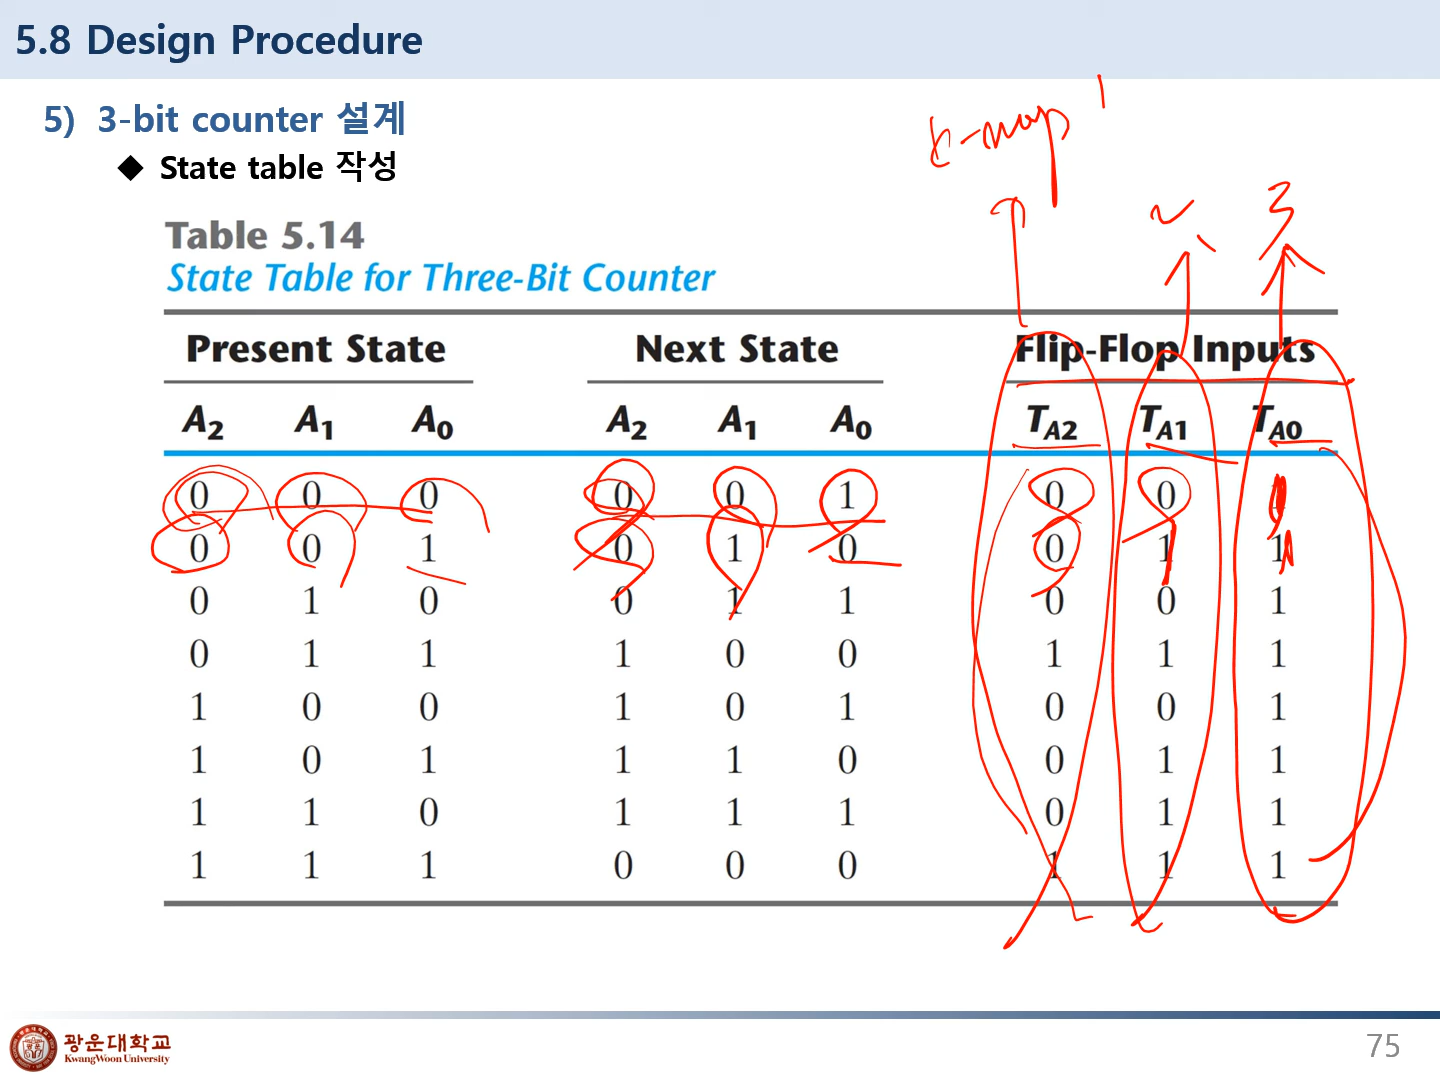 5.8 Design Procedure
5) 3-bit counter 설계
◆ State table 작성
k-map 1
2 3
Table 5.14
State Table for Three-Bit Counter
Present State Next State Flip-Flop Inputs
A2 A1 A0 A2 A1 A0 TA2 TA1 TA0
0 0 0 0 0 1 0 0 1
0 0 1 0 1 0 0 1 1
0 1 0 0 1 1 0 0 1
0 1 1 1 0 0 1 1 1
1 0 0 1 0 1 0 0 1
1 0 1 1 1 0 0 1 1
1 1 0 1 1 1 0 1 1
1 1 1 0 0 0 1 1 1
광운대학교
KwangWoon University
75